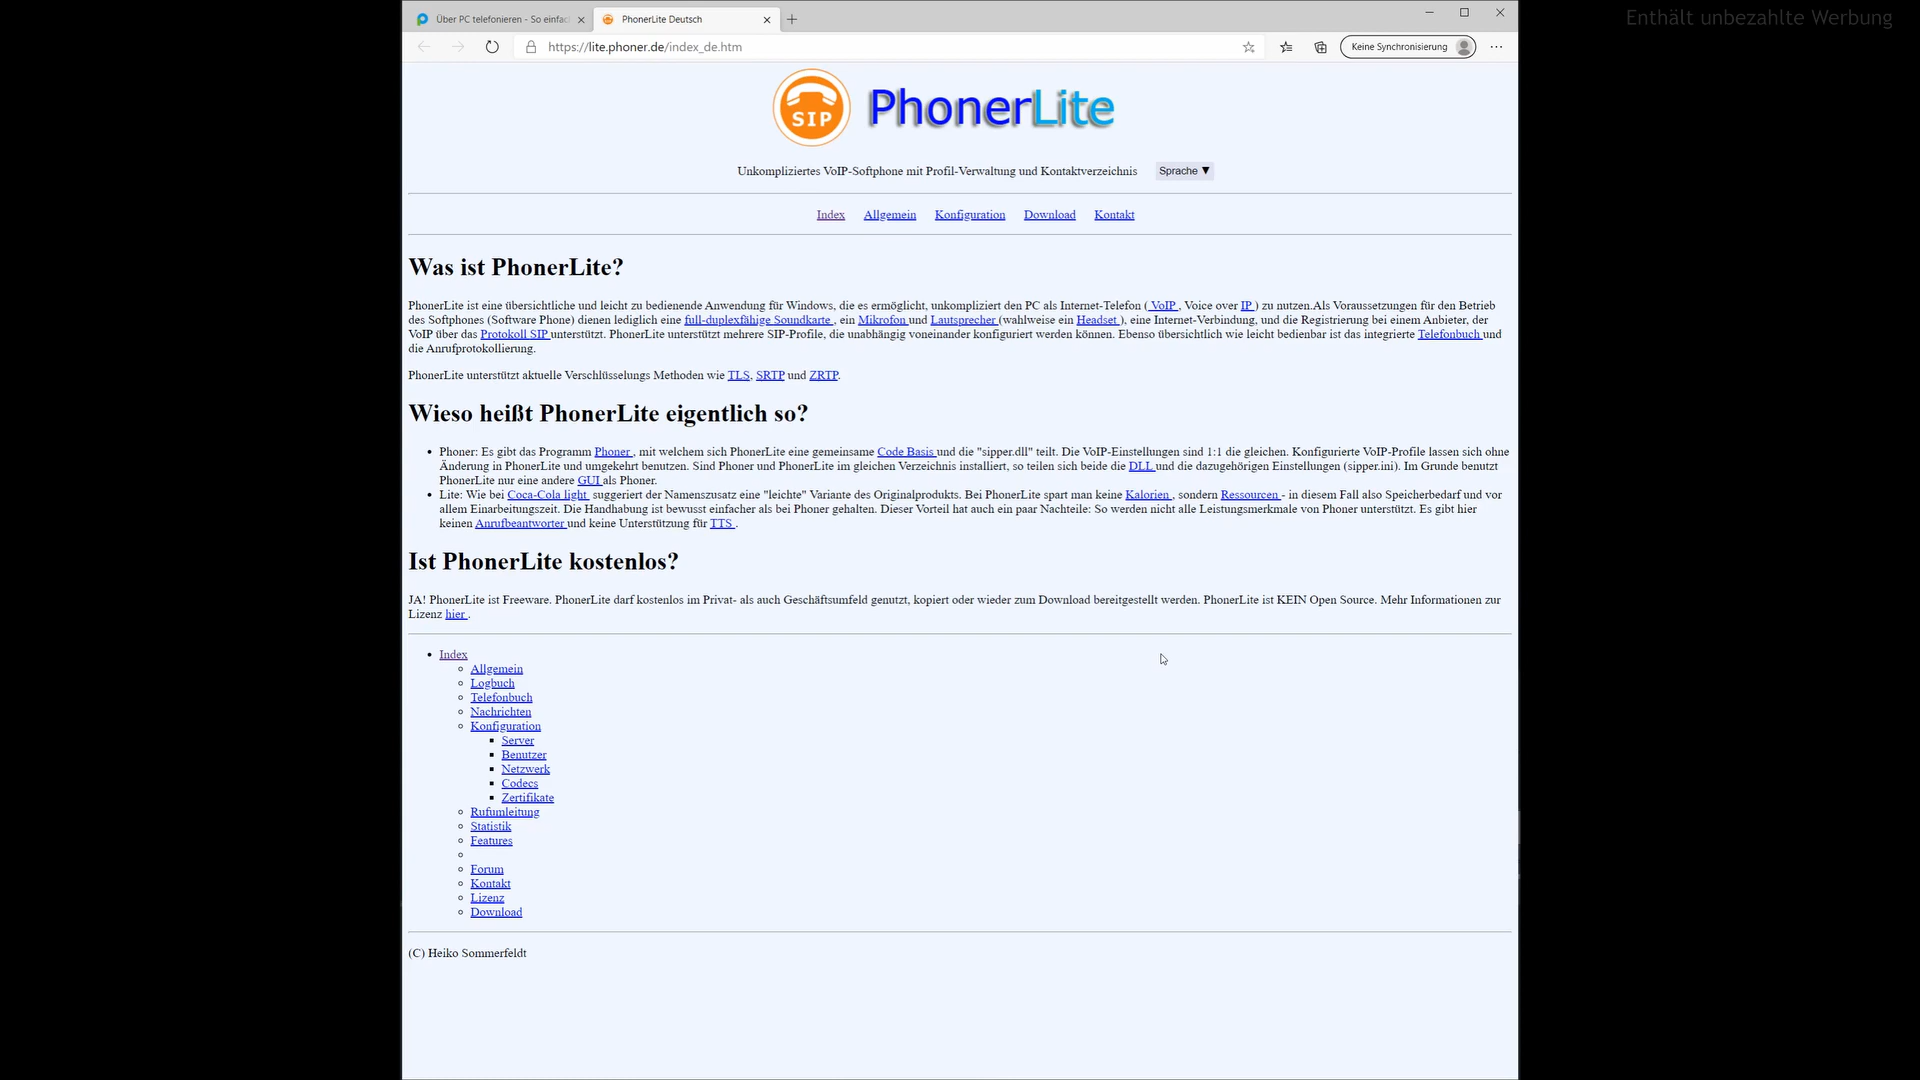 Enthält unbezahlte Werbung
Über PC telefonieren - So einfac
PhonerLite Deutsch
https://lite.phoner.de/index_de.htm
Keine Synchronisierung
SIP
PhonerLite
Unkompliziertes VoIP-Softphone mit Profil-Verwaltung und Kontaktverzeichnis
Sprache ▼
Index Allgemein Konfiguration Download Kontakt
Was ist PhonerLite?
PhonerLite ist eine übersichtliche und leicht zu bedienende Anwendung für Windows, die es ermöglicht, unkompliziert den PC als Internet-Telefon ( VoIP , Voice over IP ) zu nutzen.Als Voraussetzungen für den Betrieb
des Softphones (Software Phone) dienen lediglich eine full-duplexfähige Soundkarte , ein Mikrofon und Lautsprecher (wahlweise ein Headset ), eine Internet-Verbindung, und die Registrierung bei einem Anbieter, der
VoIP über das Protokoll SIP unterstützt. PhonerLite unterstützt mehrere SIP-Profile, die unabhängig voneinander konfiguriert werden können. Ebenso übersichtlich wie leicht bedienbar ist das integrierte Telefonbuch und
die Anrufprotokollierung.
PhonerLite unterstützt aktuelle Verschlüsselungs Methoden wie TLS, SRTP und ZRTP.
Wieso heißt PhonerLite eigentlich so?
Phoner: Es gibt das Programm Phoner , mit welchem sich PhonerLite eine gemeinsame Code Basis und die "sipper.dll" teilt. Die VoIP-Einstellungen sind 1:1 die gleichen. Konfigurierte VoIP-Profile lassen sich ohne
Änderung in PhonerLite und umgekehrt benutzen. Sind Phoner und PhonerLite im gleichen Verzeichnis installiert, so teilen sich beide die DLL und die dazugehörigen Einstellungen (sipper.ini). Im Grunde benutzt
PhonerLite nur eine andere GUI als Phoner.
Lite: Wie bei Coca-Cola light suggeriert der Namenszusatz eine "leichte" Variante des Originalprodukts. Bei PhonerLite spart man keine Kalorien , sondern Ressourcen - in diesem Fall also Speicherbedarf und vor
allem Einarbeitungszeit. Die Handhabung ist bewusst einfacher als bei Phoner gehalten. Dieser Vorteil hat auch ein paar Nachteile: So werden nicht alle Leistungsmerkmale von Phoner unterstützt. Es gibt hier
keinen Anrufbeantworter und keine Unterstützung für TTS .
Ist PhonerLite kostenlos?
JA! PhonerLite ist Freeware. PhonerLite darf kostenlos im Privat- als auch Geschäftsumfeld genutzt, kopiert oder wieder zum Download bereitgestellt werden. PhonerLite ist KEIN Open Source. Mehr Informationen zur
Lizenz hier .
Index
Allgemein
Logbuch
Telefonbuch
Nachrichten
Konfiguration
Server
Benutzer
Netzwerk
Codecs
Zertifikate
Rufumleitung
Statistik
Features
Forum
Kontakt
Lizenz
Download
(C) Heiko Sommerfeldt